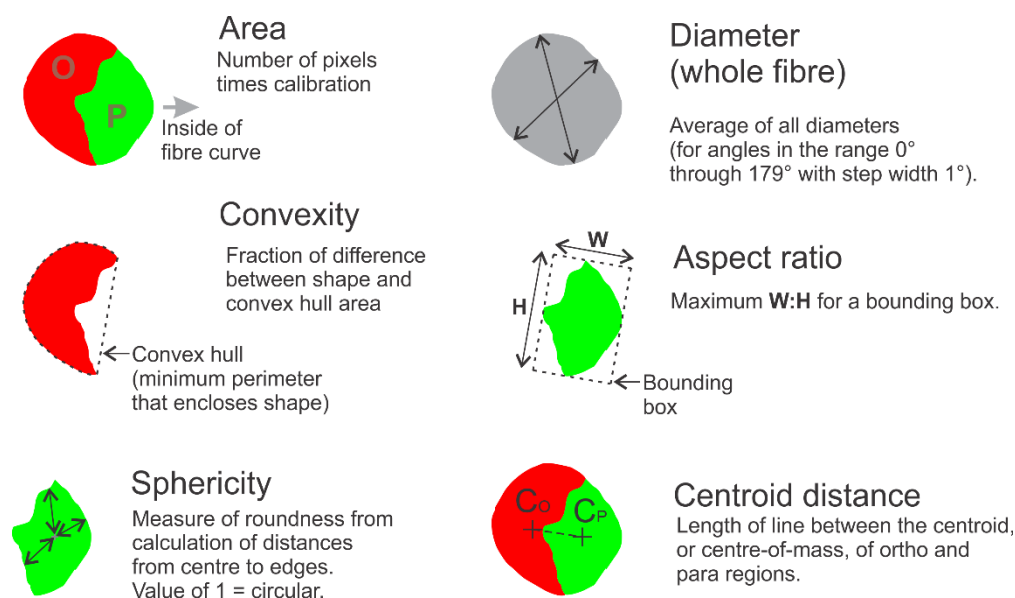 Area
Number of pixels
times calibration
O
P
Inside of
fibre curve
Diameter
(whole fibre)
Average of all diameters
(for angles in the range 0°
through 179° with step width 1°).
Convexity
Fraction of difference
between shape and
convex hull area
Convex hull
(minimum perimeter
that encloses shape)
W
H
Aspect ratio
Maximum W:H for a bounding box.
Bounding
box
Sphericity
Measure of roundness from
calculation of distances
from centre to edges.
Value of 1 = circular.
Co
CP
Centroid distance
Length of line between the centroid,
or centre-of-mass, of ortho and
para regions.